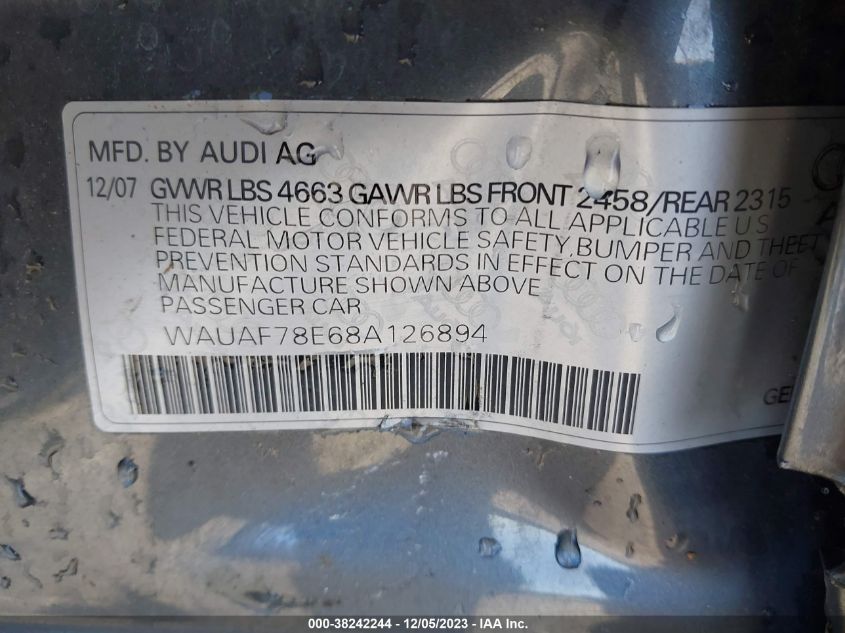 MFD. BY AUDI AG
12/07 GVWR LBS 4663 GAWR LBS FRONT 2458/REAR 2315
THIS VEHICLE CONFORMS TO ALL APPLICABLE U.S
FEDERAL MOTOR VEHICLE SAFETY, BUMPER AND THEFT
PREVENTION STANDARDS IN EFFECT ON THE DATE OF
MANUFACTURE SHOWN ABOVE
PASSENGER CAR
WAUAF78E68A126894
GE
000-38242244 - 12/05/2023 - IAA Inc.